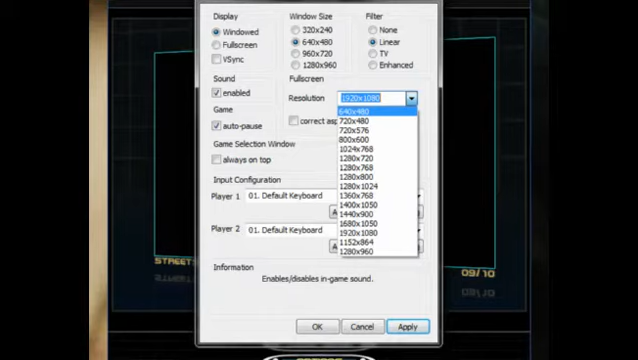 Display
Windowed
Fullscreen
VSync
Window Size
320x240
640x480
960x720
1280x960
Filter
None
Linear
TV
Enhanced
Sound
enabled
Fullscreen
Resolution 1920x1080
correct asp
640x480
720x480
720x576
800x600
1024x768
1280x720
1280x768
1280x800
1280x1024
1360x768
1400x1050
1440x900
1680x1050
1920x1080
1152x864
1280x960
Game
auto-pause
Game Selection Window
always on top
Input Configuration
Player 1 01. Default Keyboard
Player 2 01. Default Keyboard
Information
Enables/disables in-game sound.
OK Cancel Apply
STREET
09/10